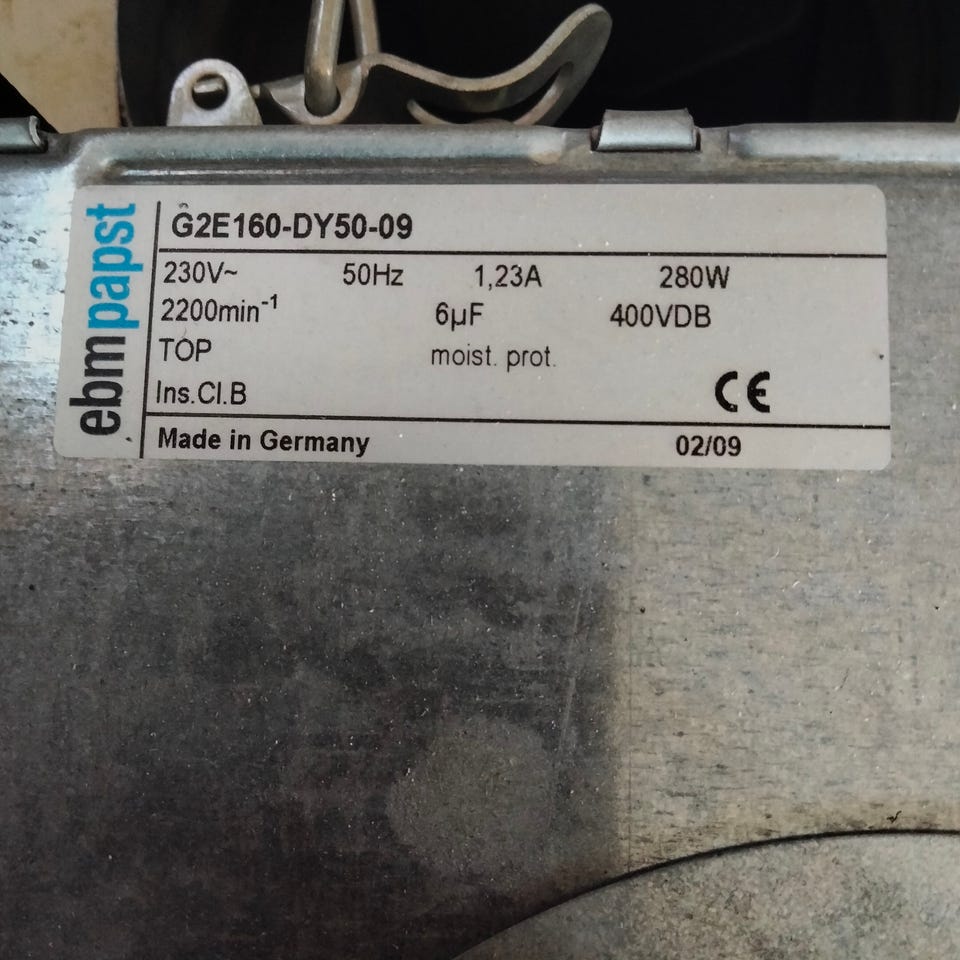 ebmpapst
G2E160-DY50-09
230V~ 50Hz 1,23A 280W
2200min⁻¹ 6µF 400VDB
TOP moist. prot.
Ins.Cl.B CE
Made in Germany 02/09